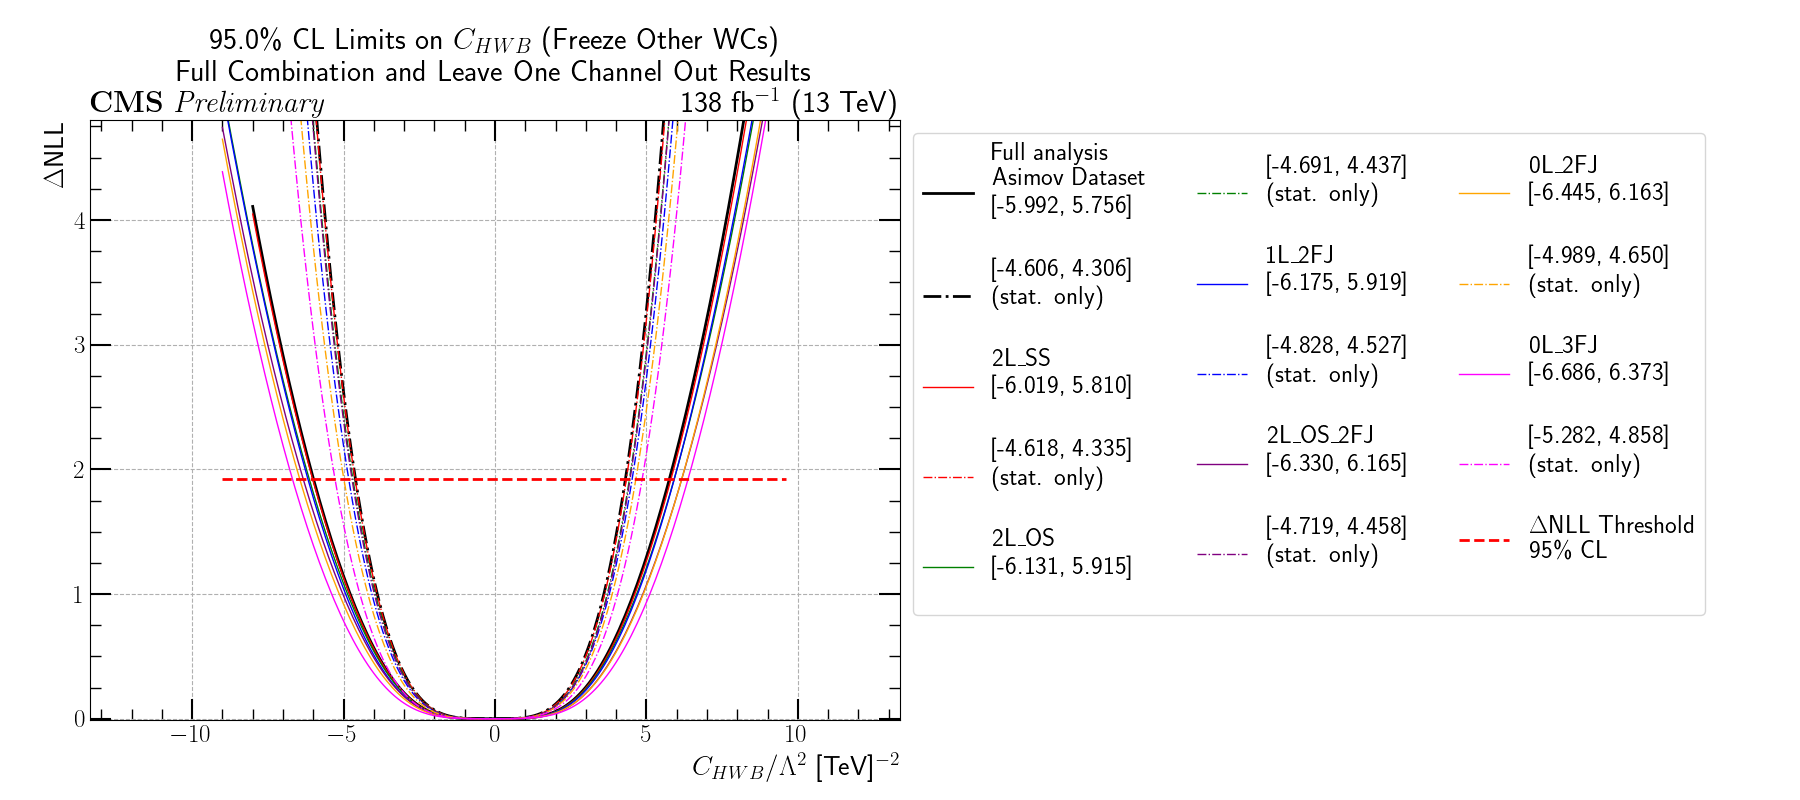 95.0% CL Limits on C_{HWB} (Freeze Other WCs)
Full Combination and Leave One Channel Out Results
CMS Preliminary
138 fb^{-1} (13 TeV)
ΔNLL
4
3
2
1
0
−10
−5
0
5
10
C_{HWB}/Λ^2 [TeV]^{-2}
Full analysis
Asimov Dataset
[-5.992, 5.756]
[-4.606, 4.306]
(stat. only)
2L_SS
[-6.019, 5.810]
[-4.618, 4.335]
(stat. only)
2L_OS
[-6.131, 5.915]
[-4.691, 4.437]
(stat. only)
1L_2FJ
[-6.175, 5.919]
[-4.828, 4.527]
(stat. only)
2L_OS_2FJ
[-6.330, 6.165]
[-4.719, 4.458]
(stat. only)
0L_2FJ
[-6.445, 6.163]
[-4.989, 4.650]
(stat. only)
0L_3FJ
[-6.686, 6.373]
[-5.282, 4.858]
(stat. only)
ΔNLL Threshold
95% CL